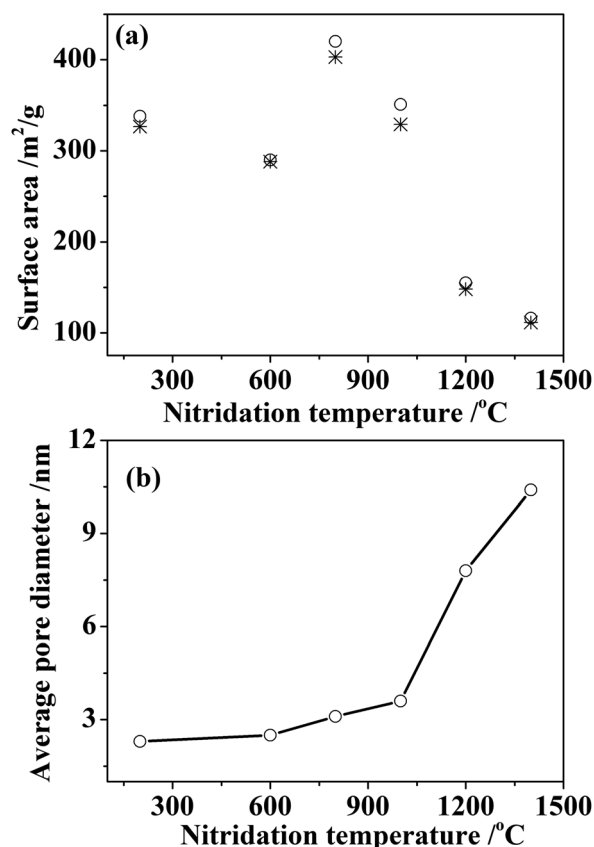 (a)
400
300
200
100
Surface area /m²/g
300 600 900 1200 1500
Nitridation temperature /°C
12
(b)
9
6
3
Average pore diameter /nm
300 600 900 1200 1500
Nitridation temperature /°C